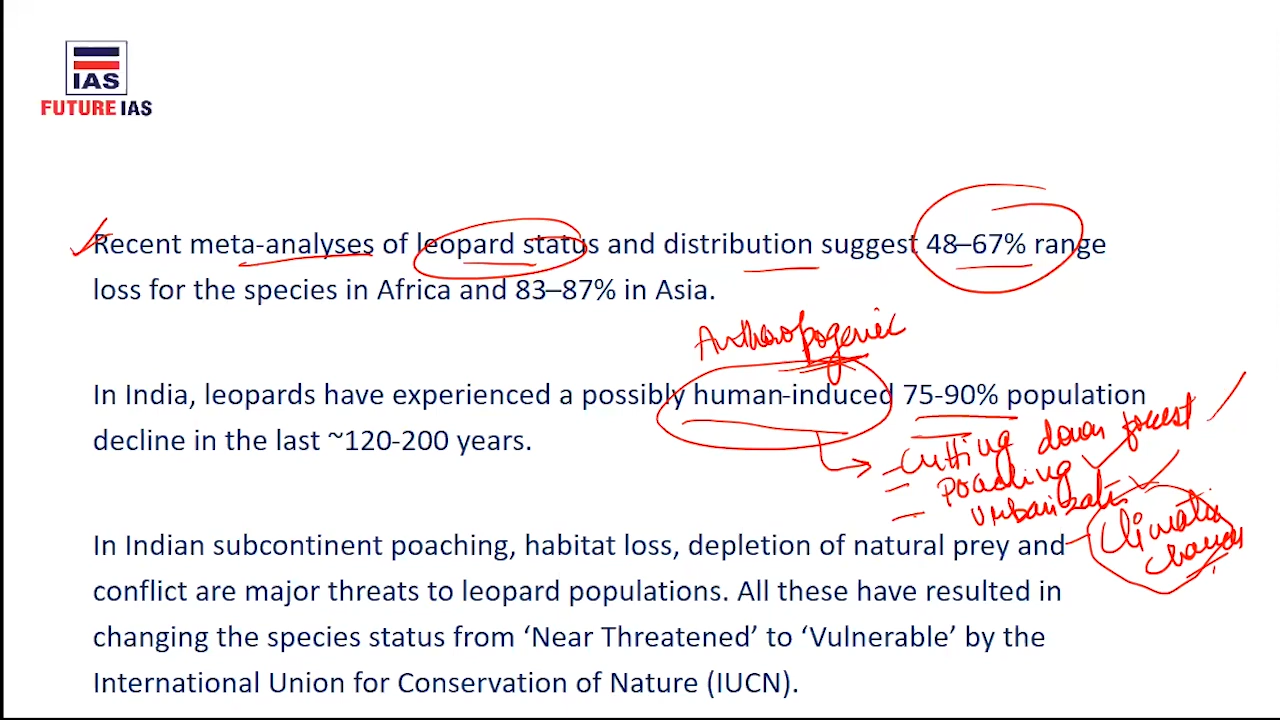 IAS
FUTURE IAS
Recent meta-analyses of leopard status and distribution suggest 48–67% range
loss for the species in Africa and 83–87% in Asia.
Anthropogenic
In India, leopards have experienced a possibly human-induced 75-90% population
decline in the last ~120-200 years.
- Cutting down forest
- Poaching
- Urbanization
- Climatic
In Indian subcontinent poaching, habitat loss, depletion of natural prey and
conflict are major threats to leopard populations. All these have resulted in
changing the species status from ‘Near Threatened’ to ‘Vulnerable’ by the
International Union for Conservation of Nature (IUCN).